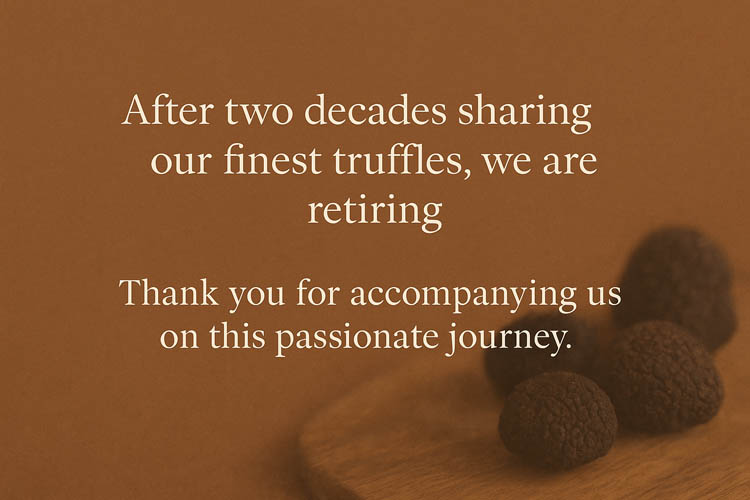 After two decades sharing
our finest truffles, we are
retiring
Thank you for accompanying us
on this passionate journey.